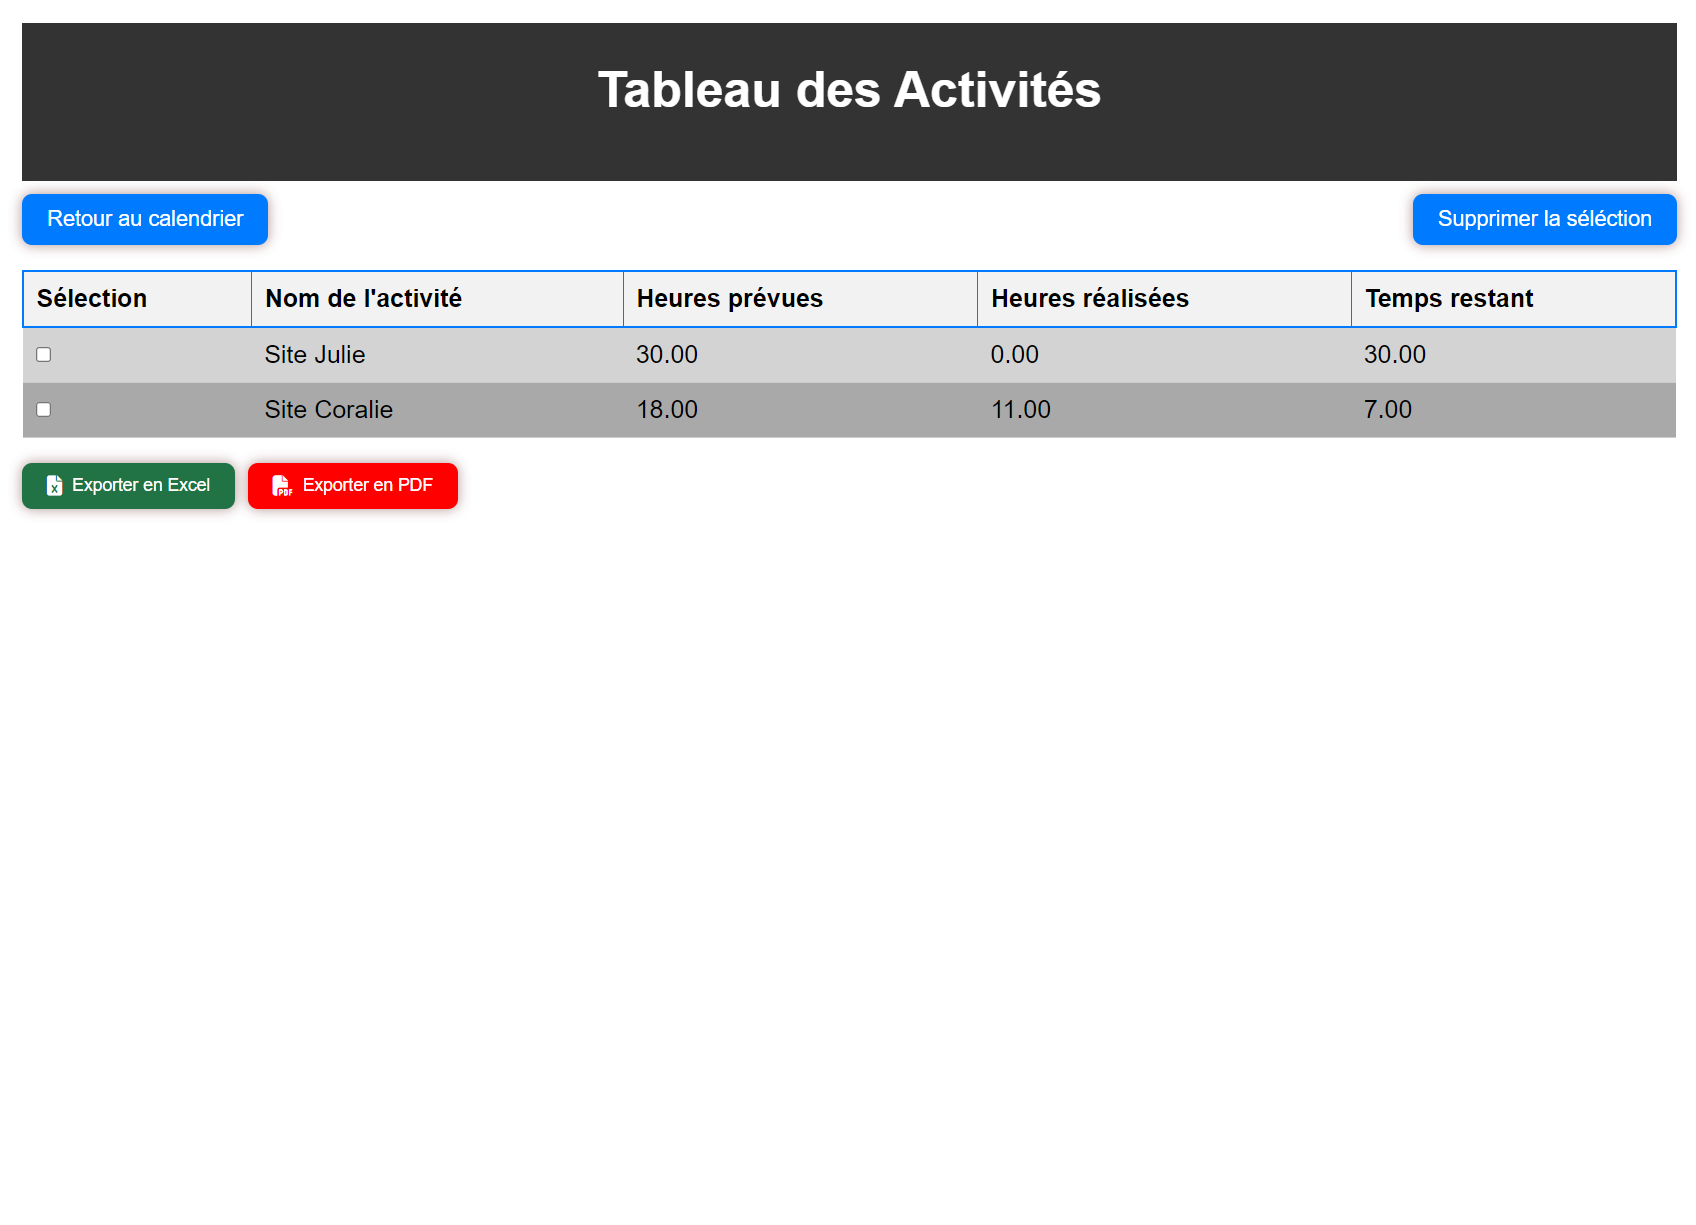 Tableau des Activités
Retour au calendrier Supprimer la séléction
Sélection Nom de l'activité Heures prévues Heures réalisées Temps restant
Site Julie 30.00 0.00 30.00
Site Coralie 18.00 11.00 7.00
Exporter en Excel Exporter en PDF